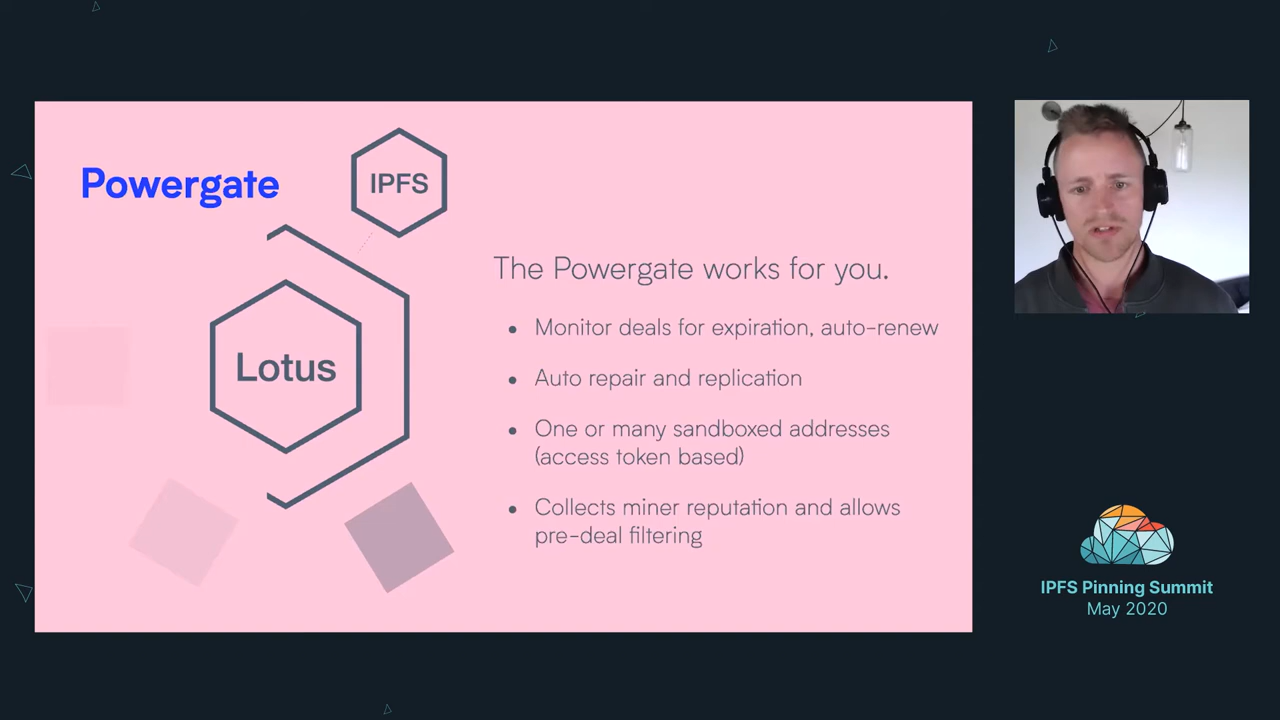 Powergate
IPFS
Lotus
The Powergate works for you.
• Monitor deals for expiration, auto-renew
• Auto repair and replication
• One or many sandboxed addresses
(access token based)
• Collects miner reputation and allows
pre-deal filtering
IPFS Pinning Summit
May 2020